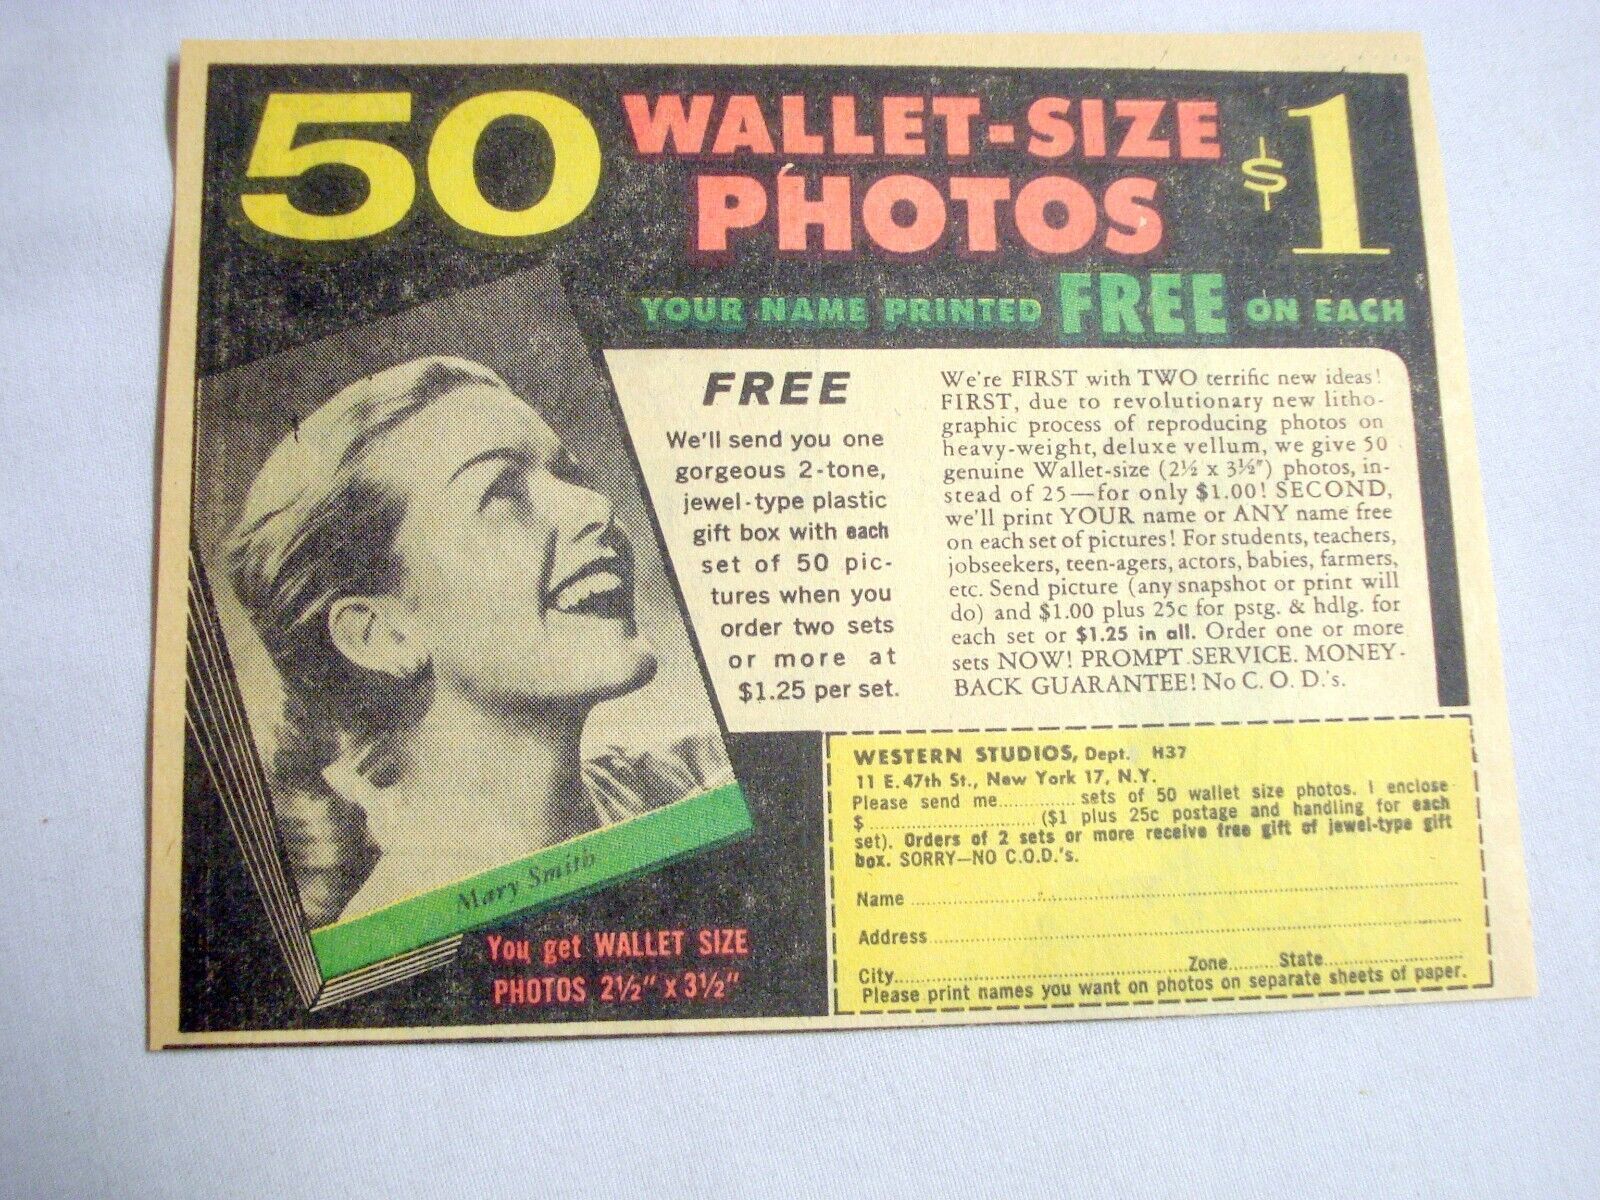 50 WALLET-SIZE $1
PHOTOS
YOUR NAME PRINTED FREE ON EACH
FREE
We'll send you one
gorgeous 2-tone,
jewel-type plastic
gift box with each
set of 50 pic-
tures when you
order two sets
or more at
$1.25 per set.
We're FIRST with TWO terrific new ideas!
FIRST, due to revolutionary new litho-
graphic process of reproducing photos on
heavy-weight, deluxe vellum, we give 50
genuine Wallet-size (2½ x 3½") photos, in-
stead of 25—for only $1.00! SECOND,
we'll print YOUR name or ANY name free
on each set of pictures! For students, teachers,
jobseekers, teen-agers, actors, babies, farmers,
etc. Send picture (any snapshot or print will
do) and $1.00 plus 25c for pstg. & hdlg. for
each set or $1.25 in all. Order one or more
sets NOW! PROMPT SERVICE. MONEY-
BACK GUARANTEE! No C. O. D.'s.
Mary Smith
You get WALLET SIZE
PHOTOS 2½" x 3½"
WESTERN STUDIOS, Dept. H37
11 E. 47th St., New York 17, N.Y.
Please send me............ sets of 50 wallet size photos. I enclose
$........................ ($1 plus 25c postage and handling for each
set). Orders of 2 sets or more receive free gift of jewel-type gift
box. SORRY—NO C.O.D.'s.
Name
Address
City Zone State
Please print names you want on photos on separate sheets of paper.